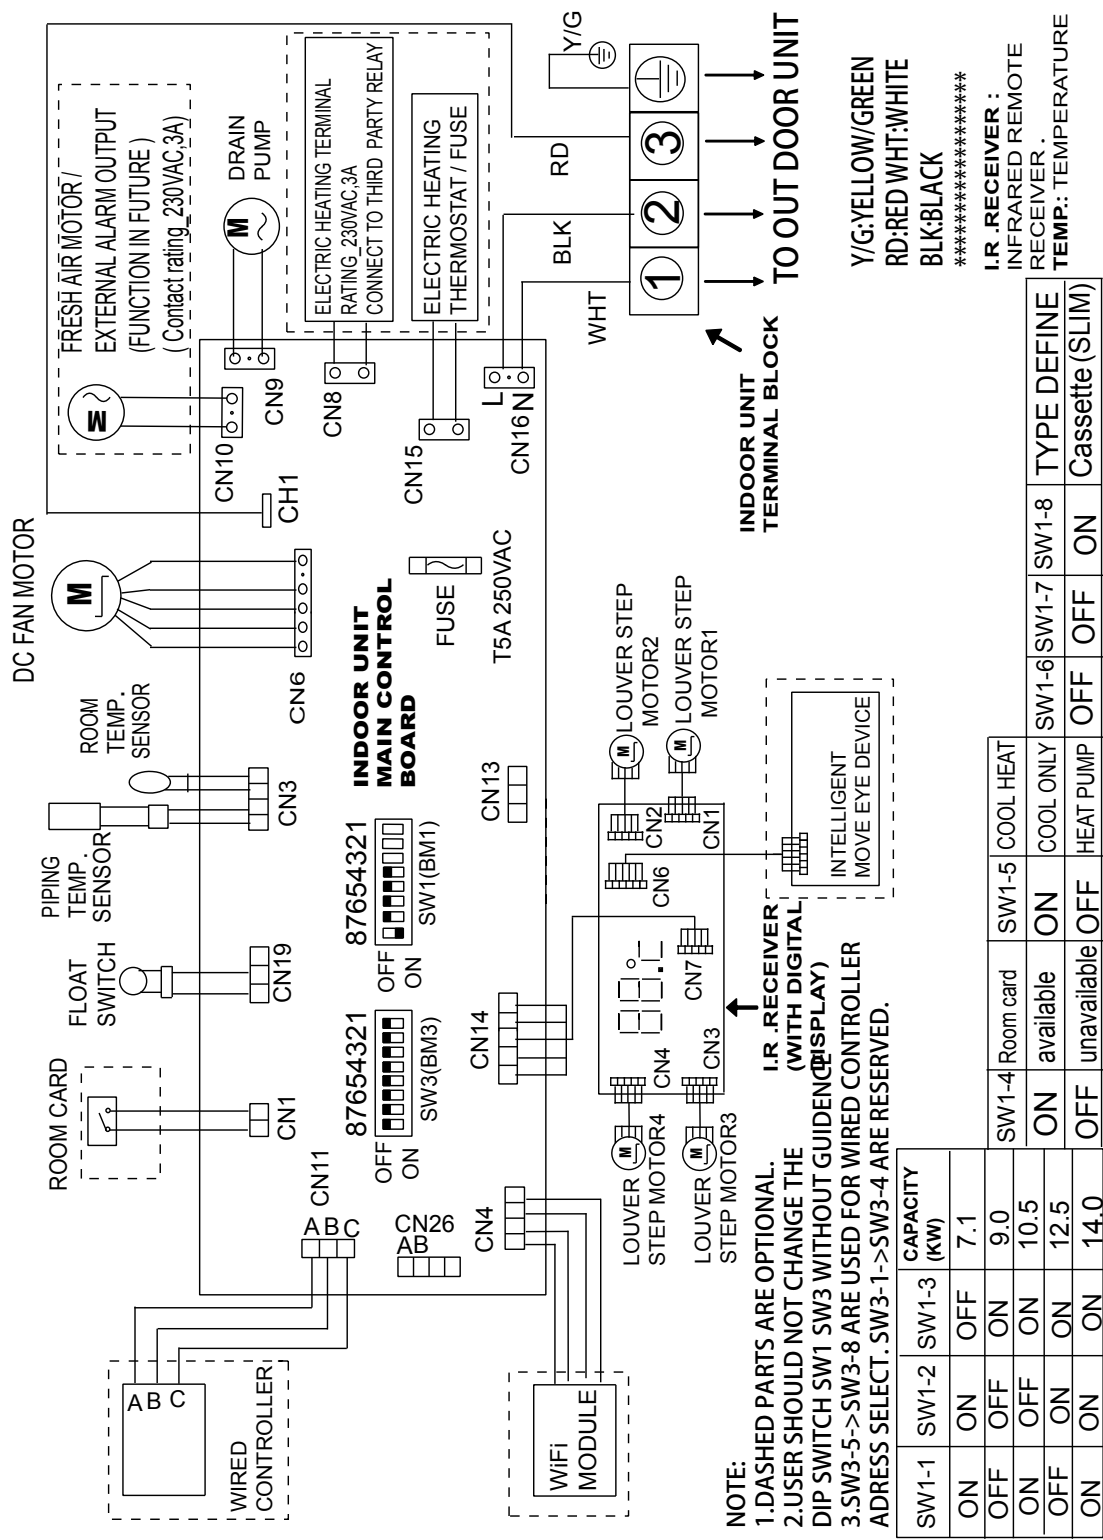 DC FAN MOTOR
M
FRESH AIR MOTOR /
EXTERNAL ALARM OUTPUT
(FUNCTION IN FUTURE )
( Contact rating_230VAC,3A)
M
DRAIN
PUMP
M
ELECTRIC HEATING TERMINAL
RATING_230VAC,3A
CONNECT TO THIRD PARTY RELAY
ELECTRIC HEATING
THERMOSTAT / FUSE
ROOM
TEMP.
SENSOR
PIPING
TEMP.
SENSOR
FLOAT
SWITCH
ROOM CARD
CN1
CN19
CN3
CN6
CH1
CN10
CN9
CN8
CN15
CN16
L
N
WIRED
CONTROLLER
A B C
CN11
A B C
CN26
AB
87654321
OFF
ON
SW3(BM3)
87654321
OFF
ON
SW1(BM1)
INDOOR UNIT
MAIN CONTROL
BOARD
FUSE
T5A 250VAC
CN4
CN14
CN13
WiFi
MODULE
LOUVER
STEP MOTOR4
M
LOUVER
STEP MOTOR3
M
CN4
CN3
CN7
CN6
CN2
CN1
M
LOUVER STEP
MOTOR2
M
LOUVER STEP
MOTOR1
I.R .RECEIVER
(WITH DIGITAL
DISPLAY)
INTELLIGENT
MOVE EYE DEVICE
WHT
BLK
RD
Y/G
1
2
3
INDOOR UNIT
TERMINAL BLOCK
TO OUT DOOR UNIT
Y/G:YELLOW/GREEN
RD:RED WHT:WHITE
BLK:BLACK
********************
I.R .RECEIVER :
INFRARED REMOTE
RECEIVER .
TEMP.: TEMPERATURE
NOTE:
1.DASHED PARTS ARE OPTIONAL.
2.USER SHOULD NOT CHANGE THE
DIP SWITCH SW1 SW3 WITHOUT GUIDENCE
3.SW3-5->SW3-8 ARE USED FOR WIRED CONTROLLER
ADRESS SELECT. SW3-1->SW3-4 ARE RESERVED.
SW1-1 SW1-2 SW1-3 CAPACITY (KW)
ON ON OFF 7.1
OFF OFF ON 9.0
ON OFF ON 10.5
OFF ON ON 12.5
ON ON ON 14.0
SW1-4 Room card SW1-5 COOL HEAT
ON available ON COOL ONLY SW1-6 SW1-7 SW1-8 TYPE DEFINE
OFF unavailable OFF HEAT PUMP OFF OFF ON Cassette (SLIM)